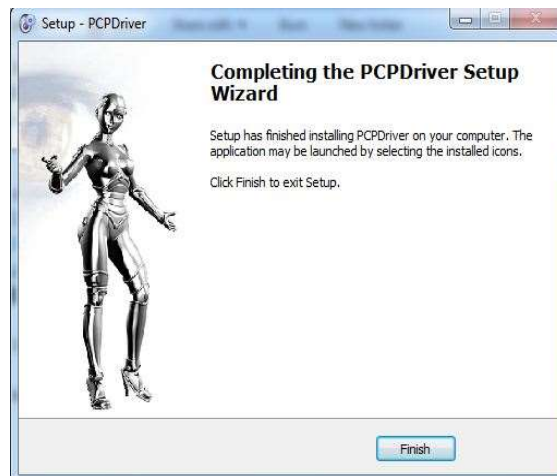 Setup - PCPDriver
Completing the PCPDriver Setup
Wizard
Setup has finished installing PCPDriver on your computer. The
application may be launched by selecting the installed icons.
Click Finish to exit Setup.
Finish